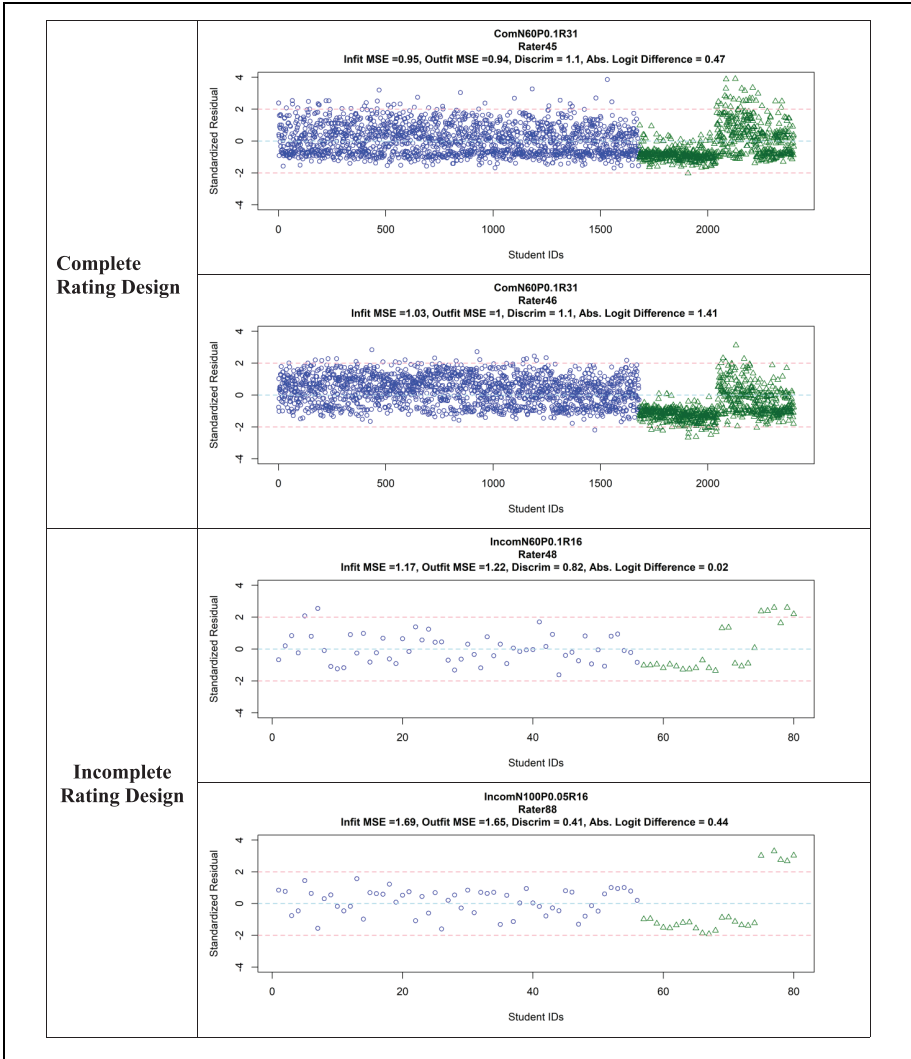 Complete
Rating Design
ComN60P0.1R31
Rater45
Infit MSE =0.95, Outfit MSE =0.94, Discrim = 1.1, Abs. Logit Difference = 0.47
Standardized Residual
4
2
0
-2
-4
0 500 1000 1500 2000
Student IDs
ComN60P0.1R31
Rater46
Infit MSE =1.03, Outfit MSE =1, Discrim = 1.1, Abs. Logit Difference = 1.41
Standardized Residual
4
2
0
-2
-4
0 500 1000 1500 2000
Student IDs
Incomplete
Rating Design
IncomN60P0.1R16
Rater48
Infit MSE =1.17, Outfit MSE =1.22, Discrim = 0.82, Abs. Logit Difference = 0.02
Standardized Residual
4
2
0
-2
-4
0 20 40 60 80
Student IDs
IncomN100P0.05R16
Rater88
Infit MSE =1.69, Outfit MSE =1.65, Discrim = 0.41, Abs. Logit Difference = 0.44
Standardized Residual
4
2
0
-2
-4
0 20 40 60 80
Student IDs